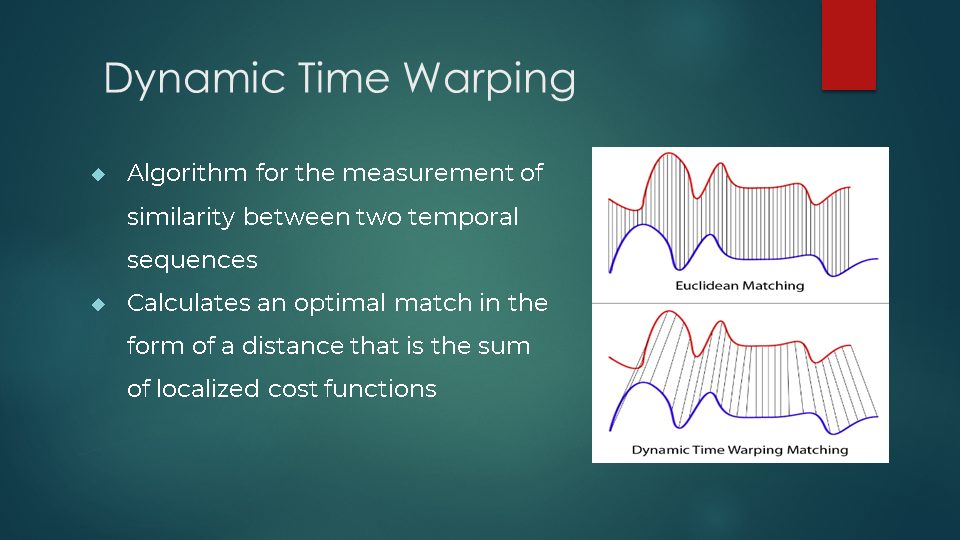 Dynamic Time Warping
Algorithm for the measurement of
similarity between two temporal
sequences
Calculates an optimal match in the
form of a distance that is the sum
of localized cost functions
Euclidean Matching
Dynamic Time Warping Matching